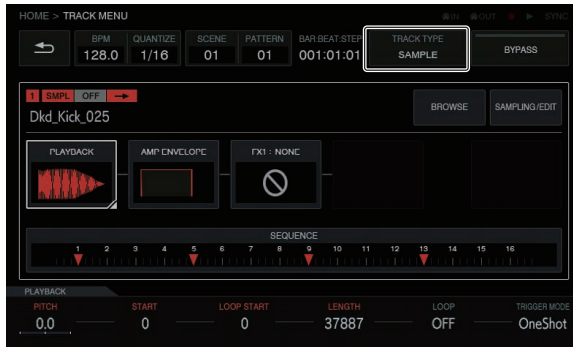 HOME > TRACK MENU
IN OUT SYNC
BPM QUANTIZE SCENE PATTERN BAR:BEAT:STEP TRACK TYPE
128.0 1/16 01 01 001:01:01 SAMPLE BYPASS
1 SMPL OFF
Dkd_Kick_025
BROWSE SAMPLING/EDIT
PLAYBACK AMP ENVELOPE FX1 : NONE
SEQUENCE
1 2 3 4 5 6 7 8 9 10 11 12 13 14 15 16
PLAYBACK
PITCH START LOOP START LENGTH LOOP TRIGGER MODE
0.0 0 0 37887 OFF OneShot